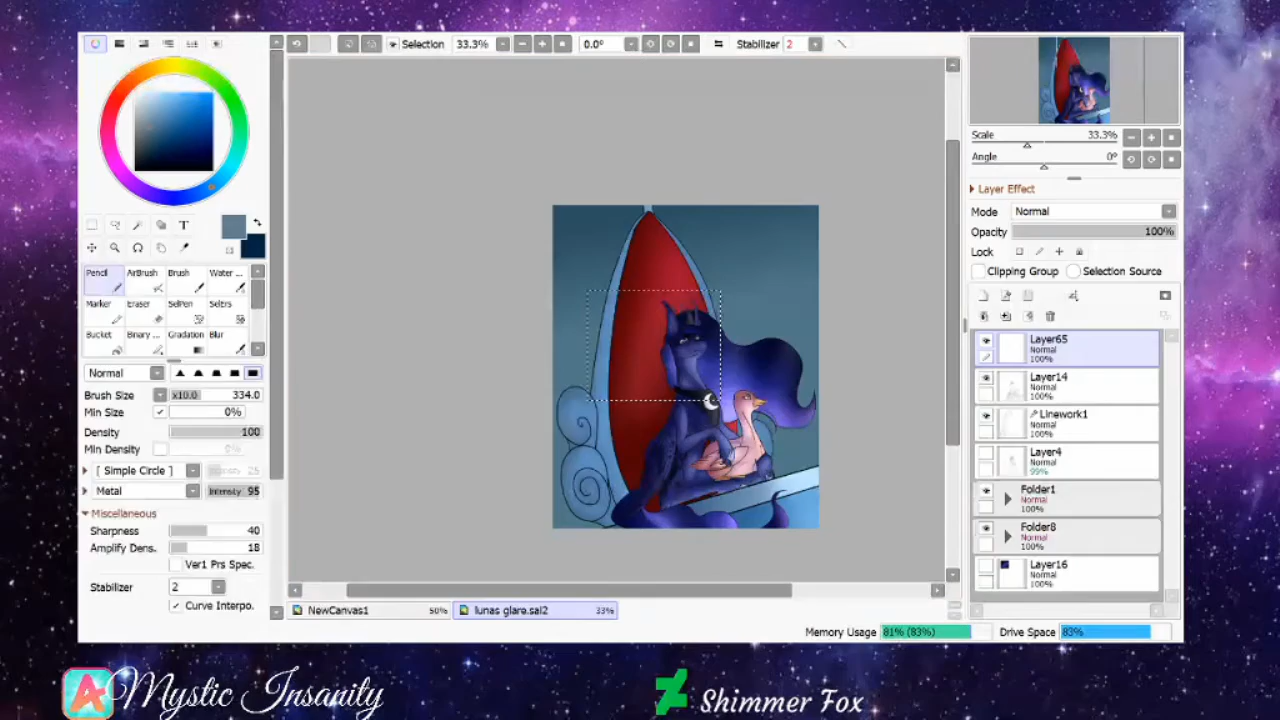 Selection 33.3% 0.0° Stabilizer 2
Scale 33.3%
Angle 0°
Layer Effect
Mode Normal
Opacity 100%
Lock
Clipping Group Selection Source
T
Pencil AirBrush Brush Water ...
Marker Eraser SelPen SelErs
Bucket Binary ... Gradation Blur
Normal
Brush Size x10.0 334.0
Min Size 0%
Density 100
Min Density 0%
[ Simple Circle ] 25
Metal Intensity 95
Miscellaneous
Sharpness 40
Amplify Dens. 18
Ver1 Prs Spec.
Stabilizer 2
Curve Interpo.
Layer65
Normal
100%
Layer14
Normal
100%
Linework1
Normal
100%
Layer4
Normal
99%
Folder1
Normal
100%
Folder8
Normal
100%
Layer16
Normal
100%
NewCanvas1 50% lunas glare.sai2 33%
Memory Usage 81% (83%) Drive Space 83%
Mystic Insanity
Shimmer Fox